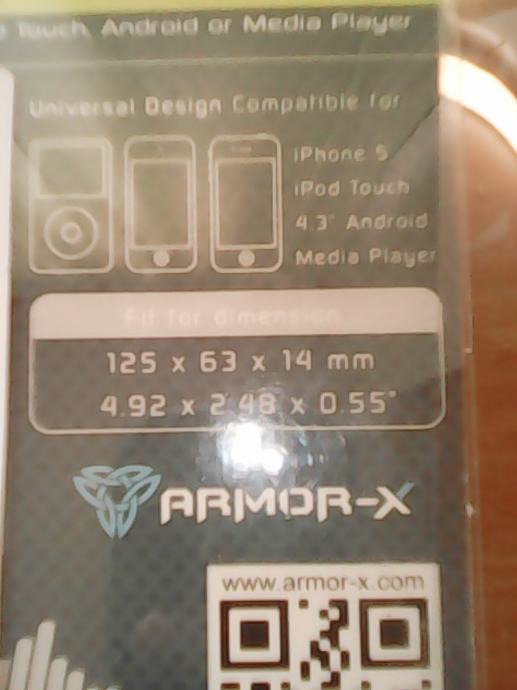 Touch, Android or Media Player
Universal Design Compatible for
iPhone 5
iPod Touch
4.3" Android
Media Player
Fit for dimension
125 x 63 x 14 mm
4.92 x 2.48 x 0.55"
ARMOR-X
www.armor-x.com